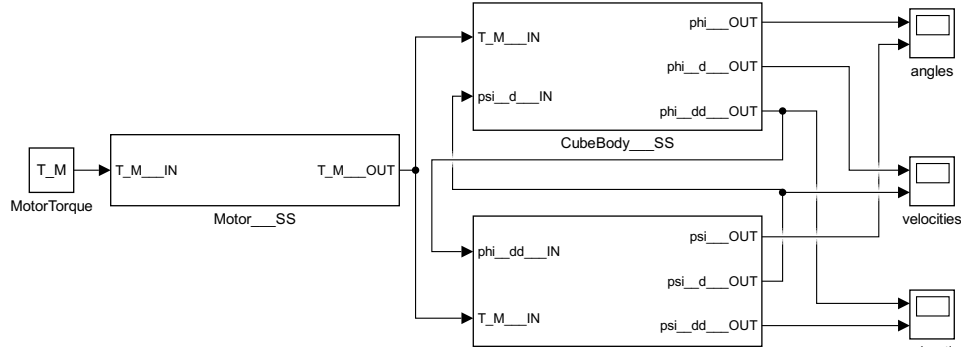 T_M
MotorTorque
T_M___IN
T_M___OUT
Motor___SS
T_M___IN
psi__d___IN
phi___OUT
phi__d___OUT
phi__dd___OUT
CubeBody___SS
phi__dd___IN
T_M___IN
psi___OUT
psi__d___OUT
psi__dd___OUT
angles
velocities